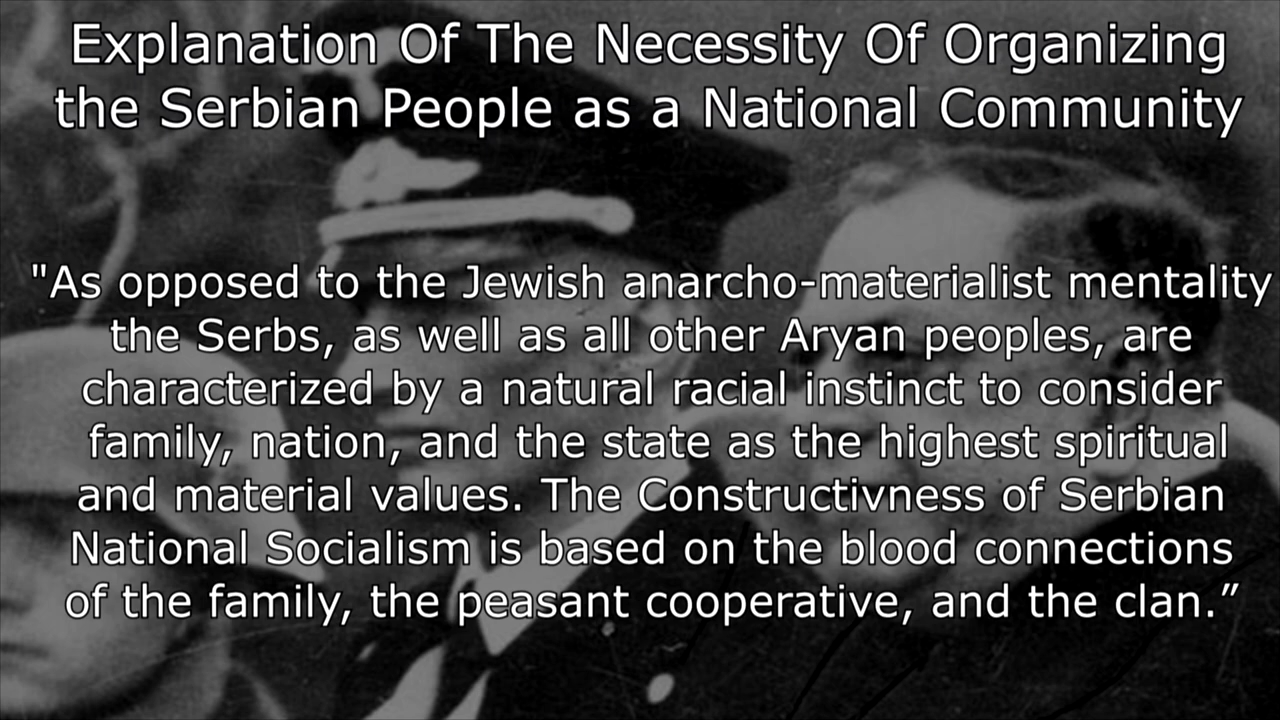 Explanation Of The Necessity Of Organizing
the Serbian People as a National Community
"As opposed to the Jewish anarcho-materialist mentality
the Serbs, as well as all other Aryan peoples, are
characterized by a natural racial instinct to consider
family, nation, and the state as the highest spiritual
and material values. The Constructivness of Serbian
National Socialism is based on the blood connections
of the family, the peasant cooperative, and the clan.”